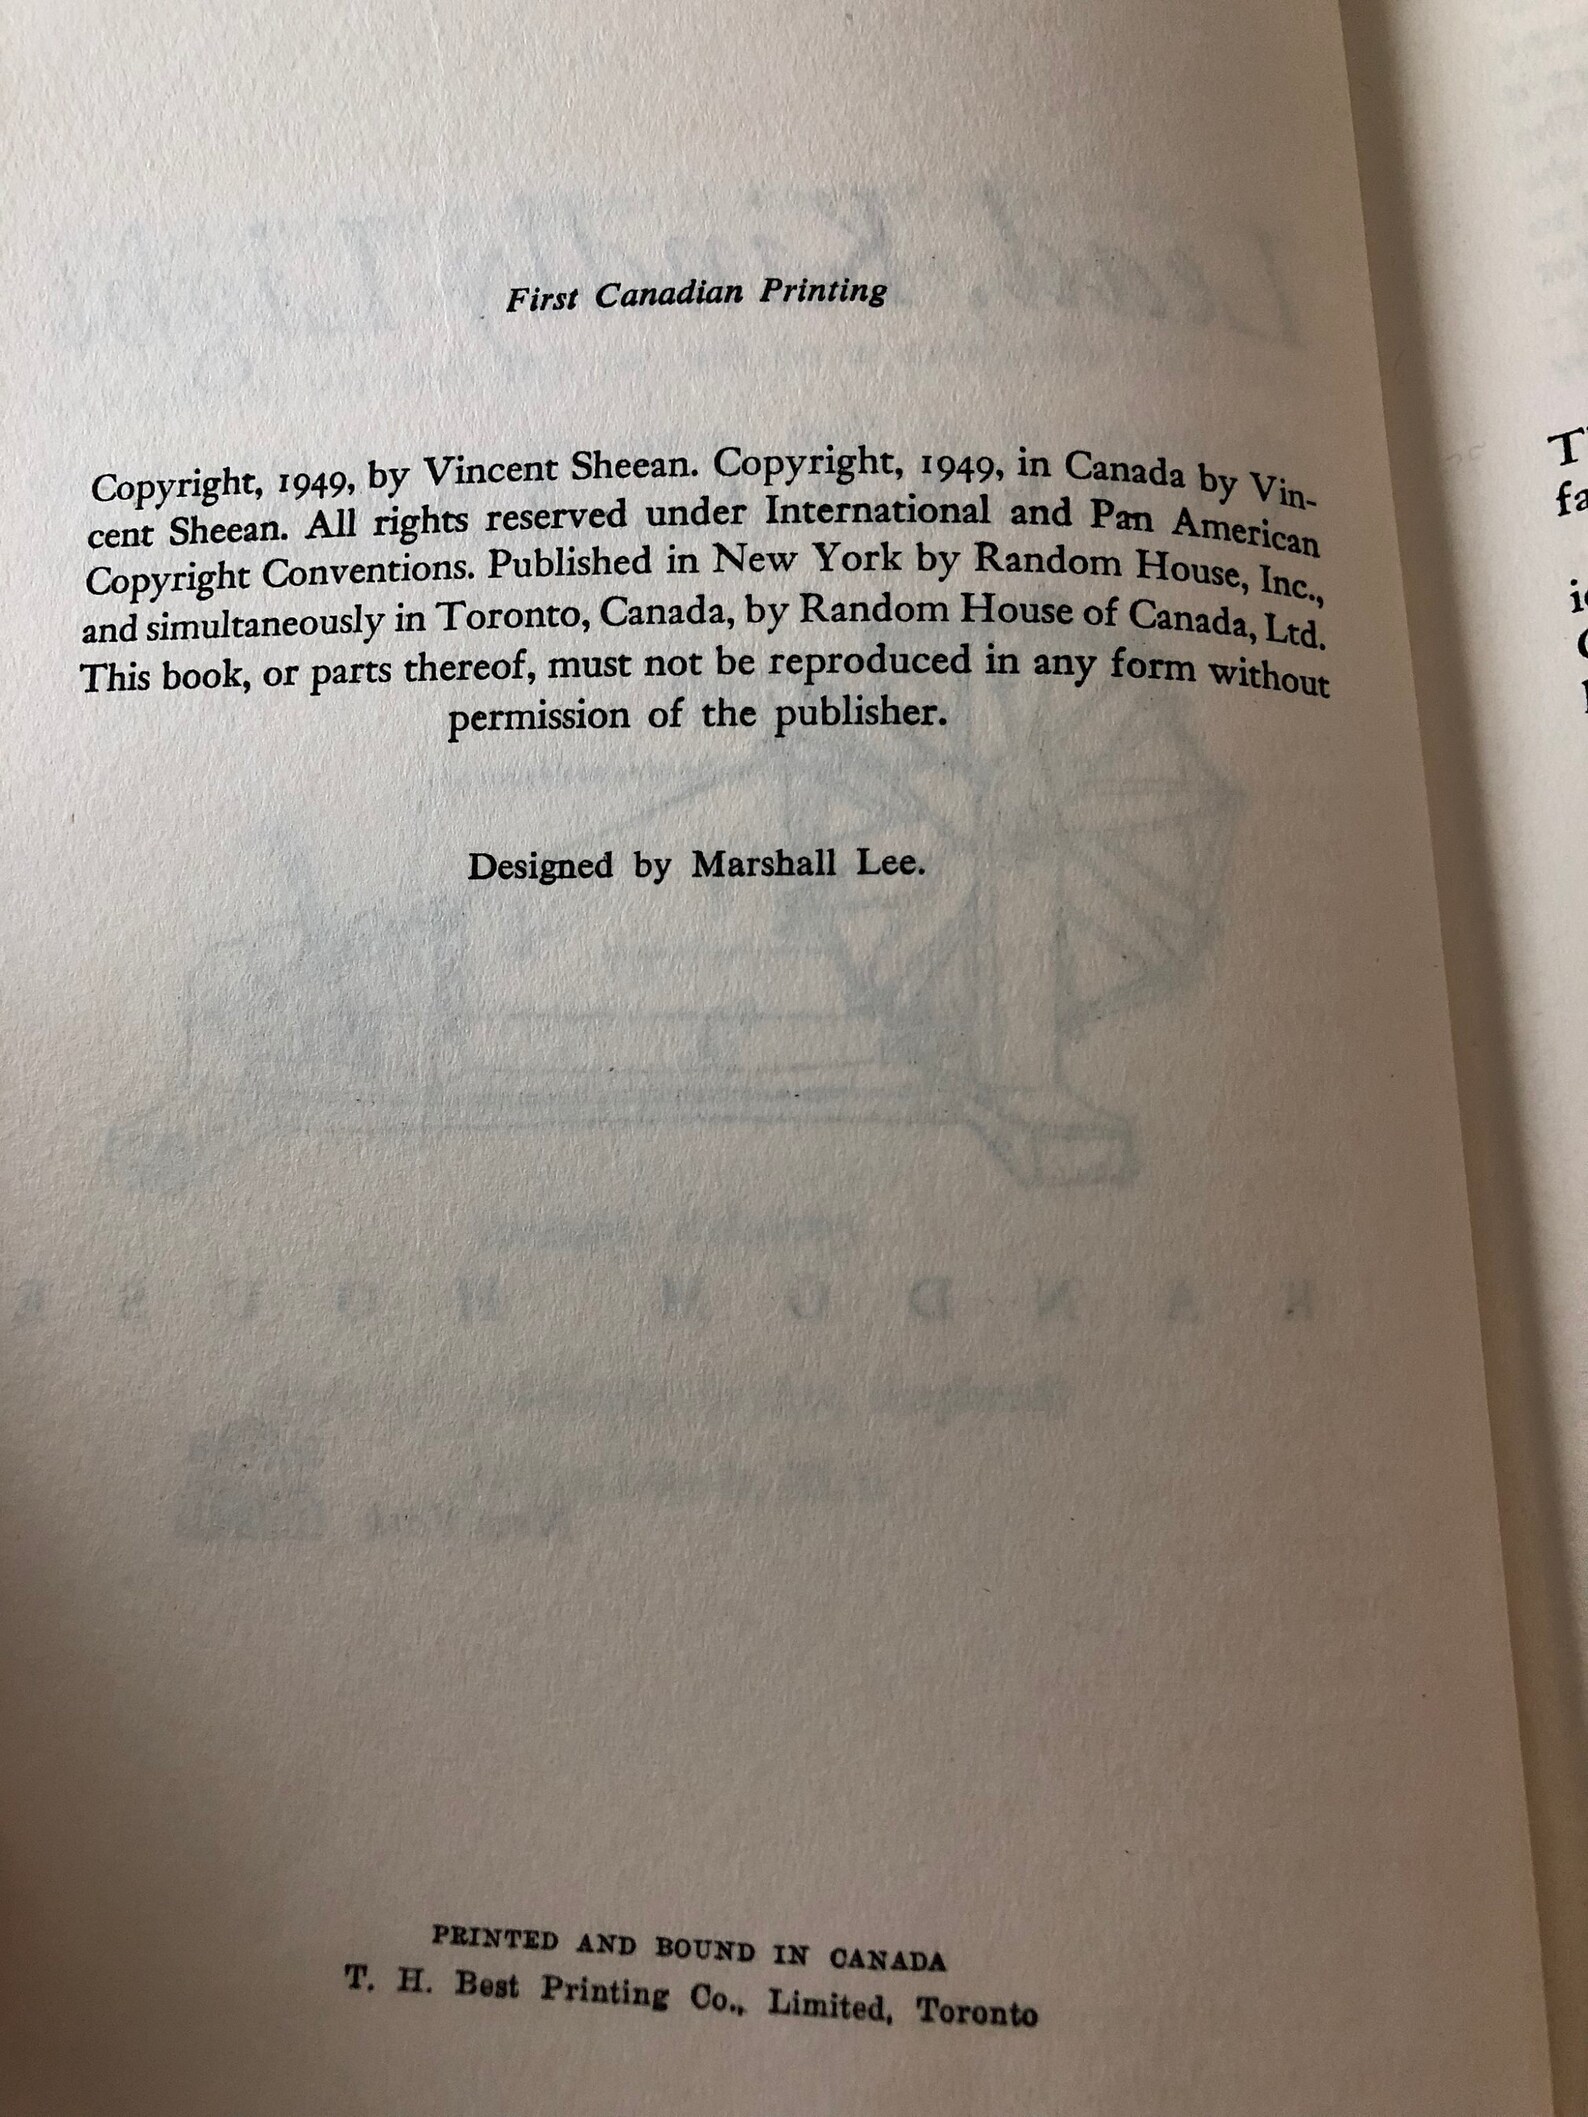 First Canadian Printing
Copyright, 1949, by Vincent Sheean. Copyright, 1949, in Canada by Vin-
cent Sheean. All rights reserved under International and Pan American
Copyright Conventions. Published in New York by Random House, Inc.,
and simultaneously in Toronto, Canada, by Random House of Canada, Ltd.
This book, or parts thereof, must not be reproduced in any form without
permission of the publisher.
Designed by Marshall Lee.
RANDOM HOUSE
New York
PRINTED AND BOUND IN CANADA
T. H. Best Printing Co., Limited, Toronto